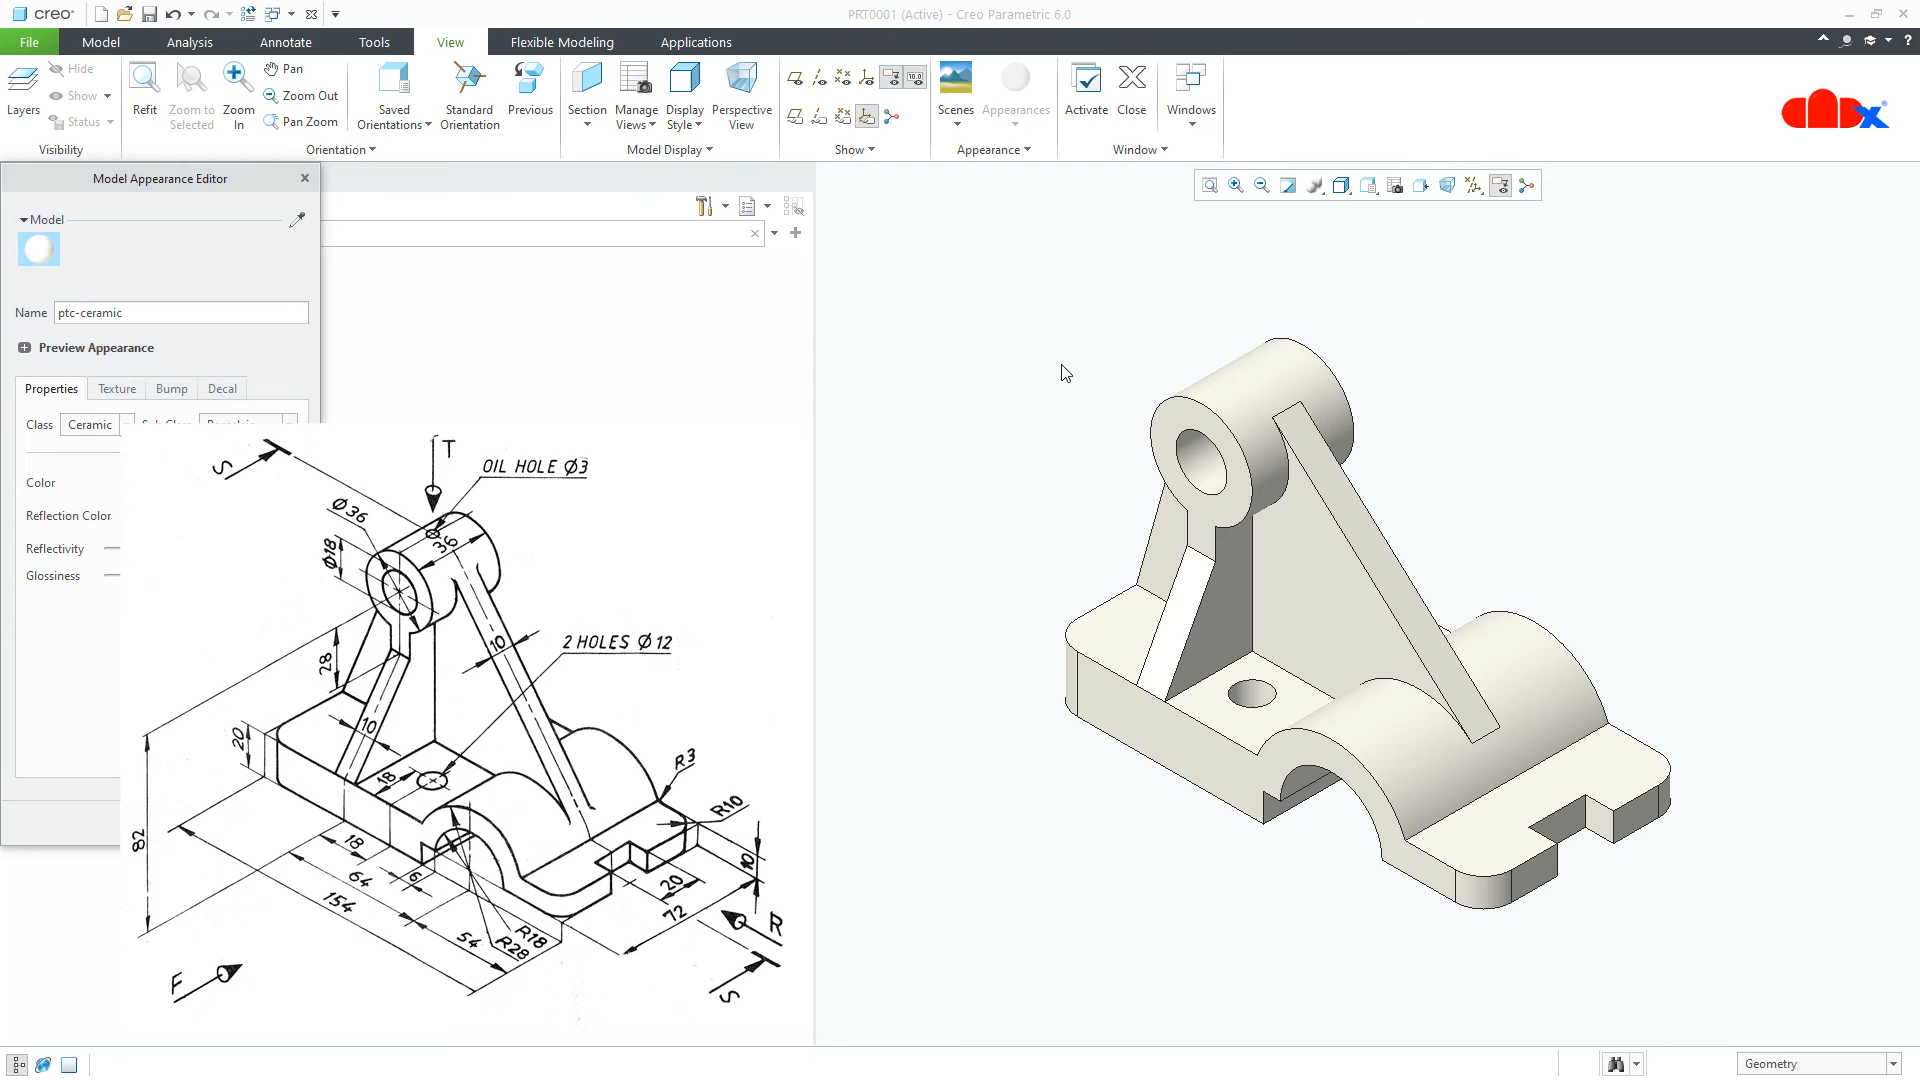 creo®
PRT0001 (Active) - Creo Parametric 6.0
File
Model
Analysis
Annotate
Tools
View
Flexible Modeling
Applications
?
Layers
Hide
Show
Status
Visibility
Refit
Zoom to
Selected
Zoom
In
Pan
Zoom Out
Pan Zoom
Saved
Orientations
Standard
Orientation
Previous
Orientation
Section
Manage
Views
Display
Style
Perspective
View
Model Display
10.0
Show
Scenes
Appearances
Appearance
Activate
Close
Windows
Window
Model Appearance Editor
Model
Name ptc-ceramic
Preview Appearance
Properties Texture Bump Decal
Class Ceramic
Color
Reflection Color
Reflectivity
Glossiness
S
T
OIL HOLE Ø3
Ø36
Ø18
36
2 HOLES Ø12
10
28
10
20
18
R3
R10
82
18
64
6
154
54
R18
R28
10
20
72
R
F
S
Geometry